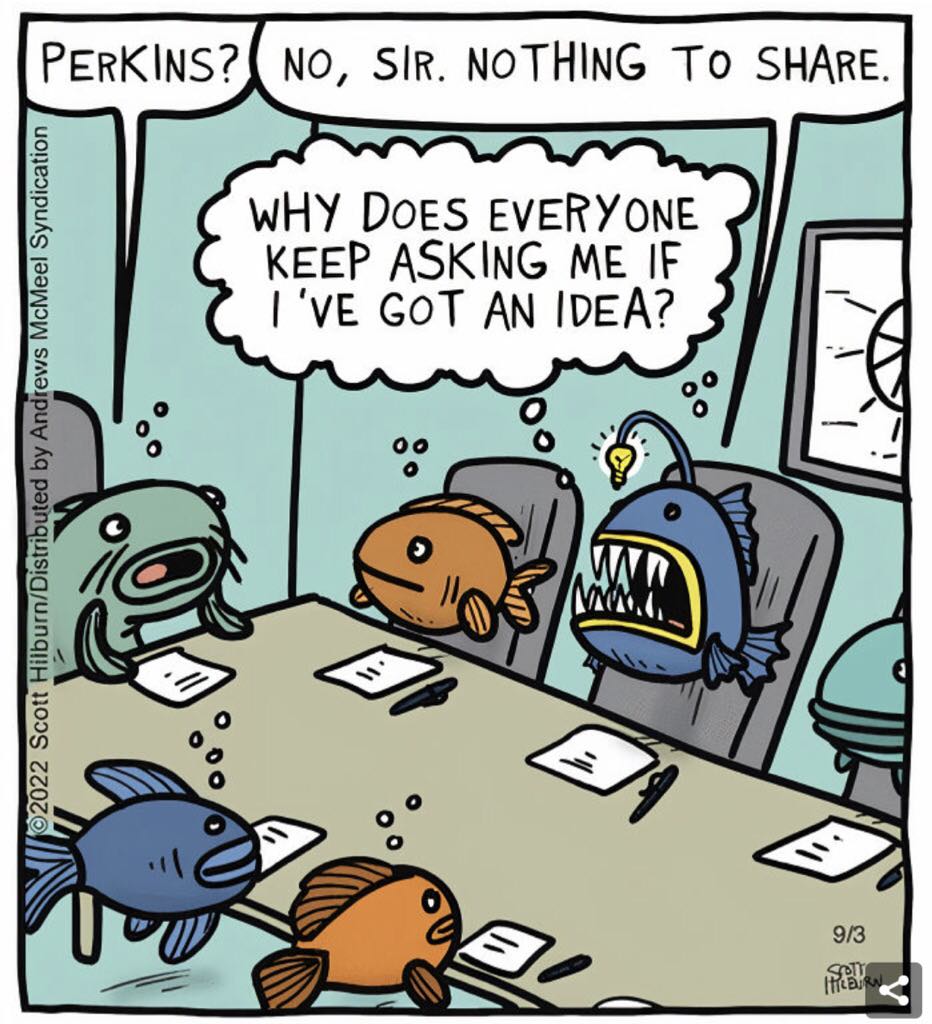 PERKINS?
NO, SIR. NOTHING TO SHARE.
WHY DOES EVERYONE
KEEP ASKING ME IF
I 'VE GOT AN IDEA?
©2022 Scott Hilburn/Distributed by Andrews McMeel Syndication
9/3
SCOTT
HILBURN